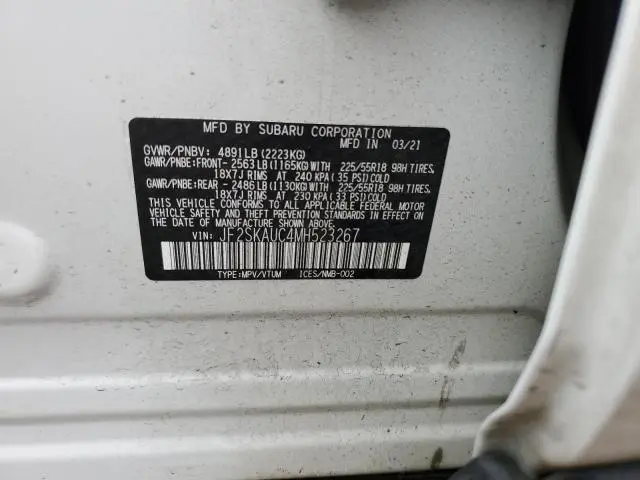 MFD BY SUBARU CORPORATION
GVWR/PNBV: 4891LB(2223KG) MFD IN 03/21
GAWR/PNBE:FRONT- 2563LB(1165KG)WITH 225/55R18 98H TIRES,
18X7J RIMS AT 240 KPA(35 PSI)COLD
GAWR/PNBE:REAR - 2486LB(1130KG)WITH 225/55R18 98H TIRES,
18X7J RIMS AT 230 KPA(33 PSI)COLD
THIS VEHICLE CONFORMS TO ALL APPLICABLE FEDERAL MOTOR
VEHICLE SAFETY AND THEFT PREVENTION STANDARDS IN EFFECT ON
THE DATE OF MANUFACTURE SHOWN ABOVE.
VIN: JF2SKAUC4MH523267
TYPE:MPV/VTUM ICES/NMB-002